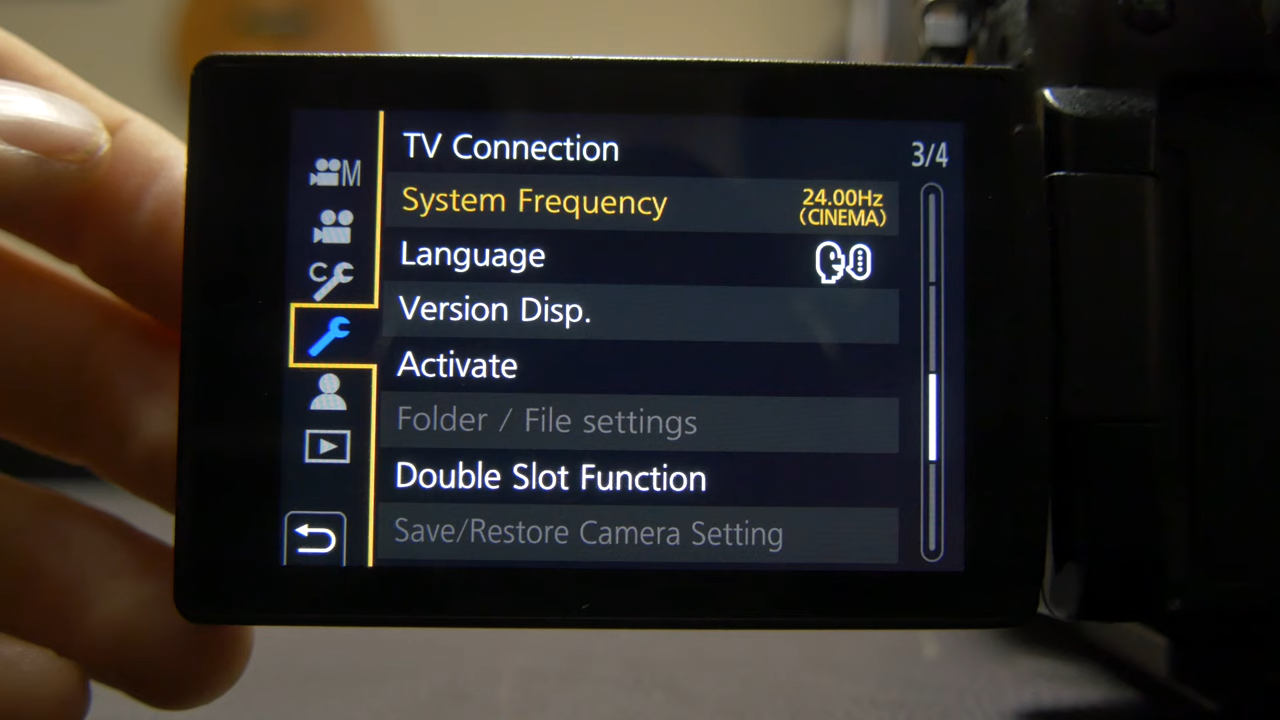 TV Connection
3/4
System Frequency 24.00Hz
(CINEMA)
M
Language
C
Version Disp.
Activate
Folder / File settings
Double Slot Function
Save/Restore Camera Setting